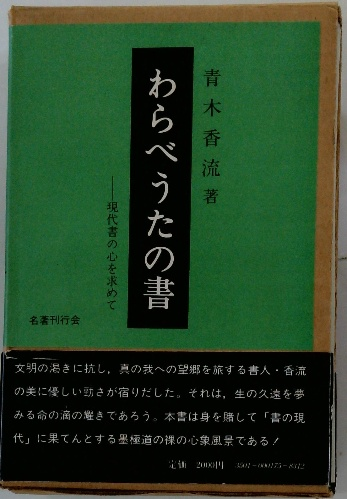 青木香流著
わらべうたの書
──現代書の心を求めて
名著刊行会
文明の渇きに抗し，真の我への望郷を旅する書人・香流
の美に優しい勁さが宿りだした。それは，生の久遠を夢
みる命の滴の耀きであろう。本書は身を賭して「書の現
代」に果てんとする墨極道の裸の心象風景である！
定価 2000円 3501-000175-8312